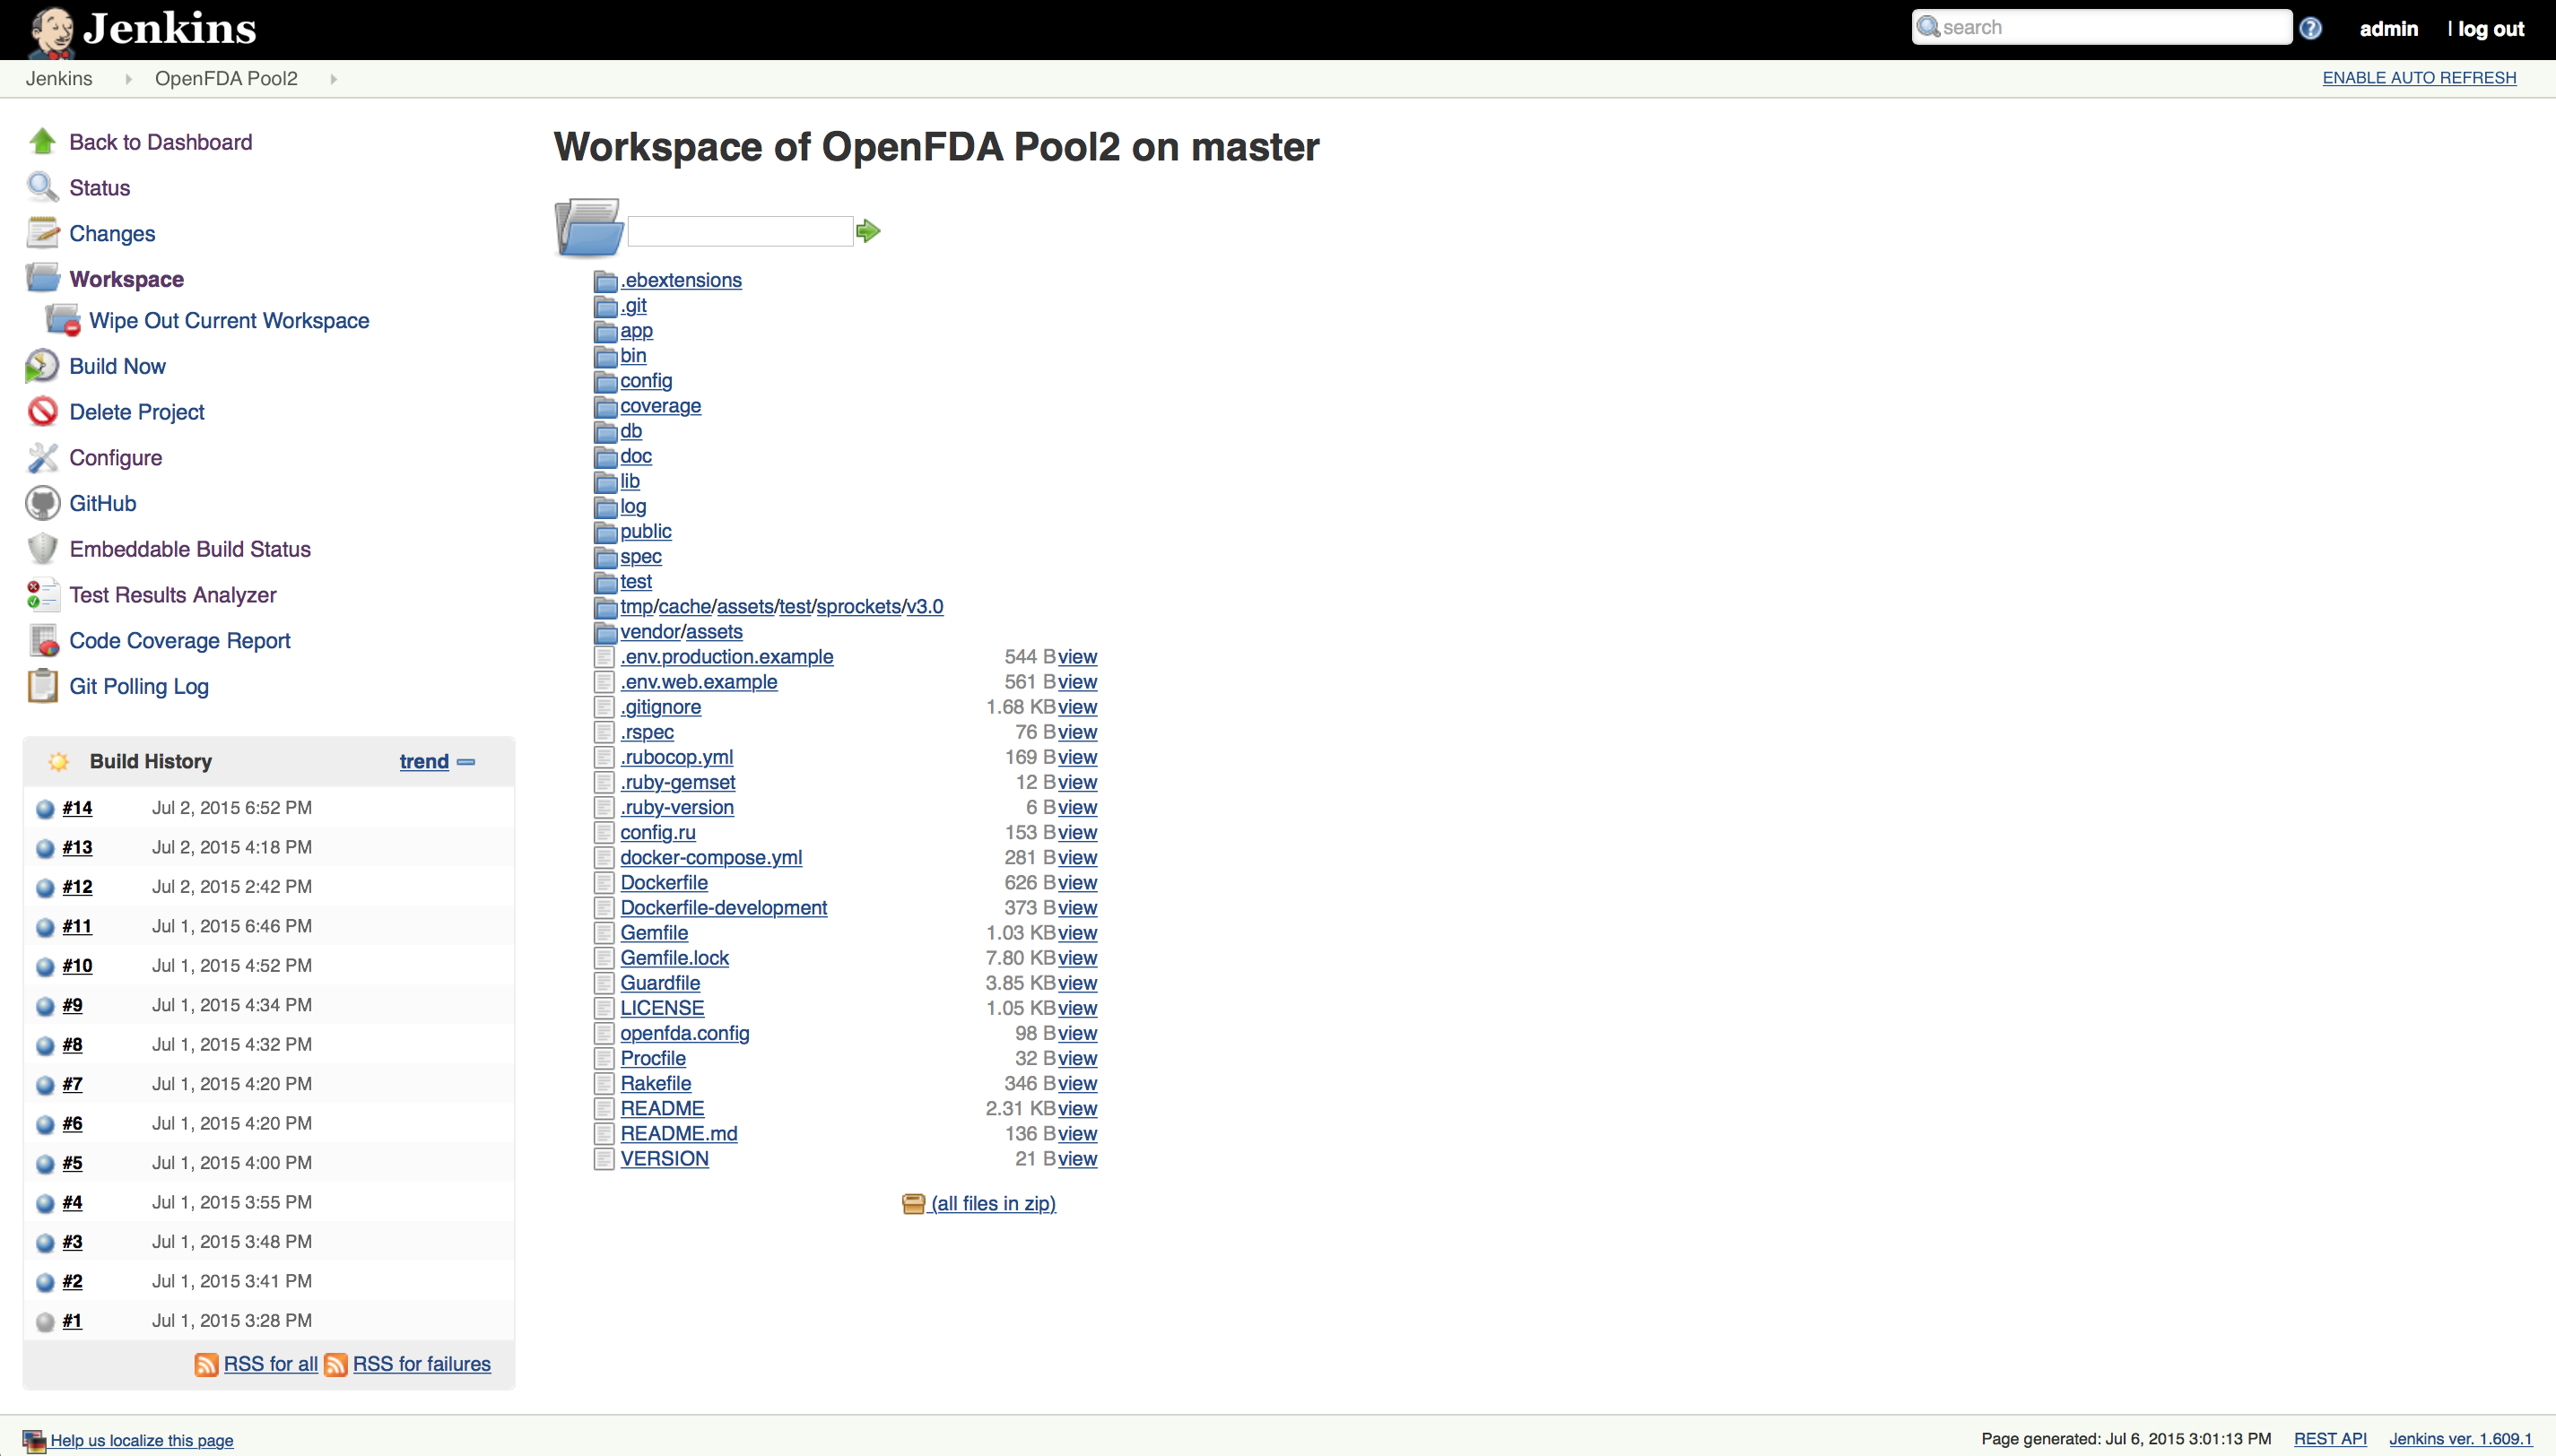 Jenkins
search
admin
| log out
Jenkins
OpenFDA Pool2
ENABLE AUTO REFRESH
Back to Dashboard
Status
Changes
Workspace
Wipe Out Current Workspace
Build Now
Delete Project
Configure
GitHub
Embeddable Build Status
Test Results Analyzer
Code Coverage Report
Git Polling Log
Build History trend
#14 Jul 2, 2015 6:52 PM
#13 Jul 2, 2015 4:18 PM
#12 Jul 2, 2015 2:42 PM
#11 Jul 1, 2015 6:46 PM
#10 Jul 1, 2015 4:52 PM
#9 Jul 1, 2015 4:34 PM
#8 Jul 1, 2015 4:32 PM
#7 Jul 1, 2015 4:20 PM
#6 Jul 1, 2015 4:20 PM
#5 Jul 1, 2015 4:00 PM
#4 Jul 1, 2015 3:55 PM
#3 Jul 1, 2015 3:48 PM
#2 Jul 1, 2015 3:41 PM
#1 Jul 1, 2015 3:28 PM
RSS for all RSS for failures
Workspace of OpenFDA Pool2 on master
.ebextensions
.git
app
bin
config
coverage
db
doc
lib
log
public
spec
test
tmp/cache/assets/test/sprockets/v3.0
vendor/assets
.env.production.example 544 B view
.env.web.example 561 B view
.gitignore 1.68 KB view
.rspec 76 B view
.rubocop.yml 169 B view
.ruby-gemset 12 B view
.ruby-version 6 B view
config.ru 153 B view
docker-compose.yml 281 B view
Dockerfile 626 B view
Dockerfile-development 373 B view
Gemfile 1.03 KB view
Gemfile.lock 7.80 KB view
Guardfile 3.85 KB view
LICENSE 1.05 KB view
openfda.config 98 B view
Procfile 32 B view
Rakefile 346 B view
README 2.31 KB view
README.md 136 B view
VERSION 21 B view
(all files in zip)
Help us localize this page
Page generated: Jul 6, 2015 3:01:13 PM REST API Jenkins ver. 1.609.1